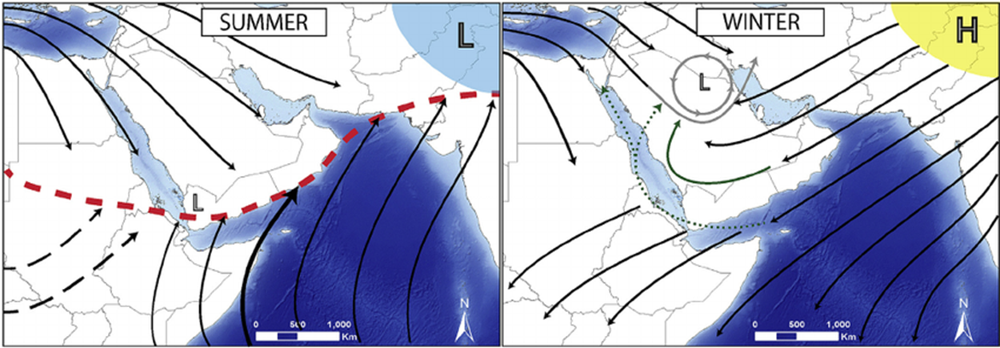 SUMMER
L
L
N
0 500 1,000
Km
WINTER
H
L
N
0 500 1,000
Km